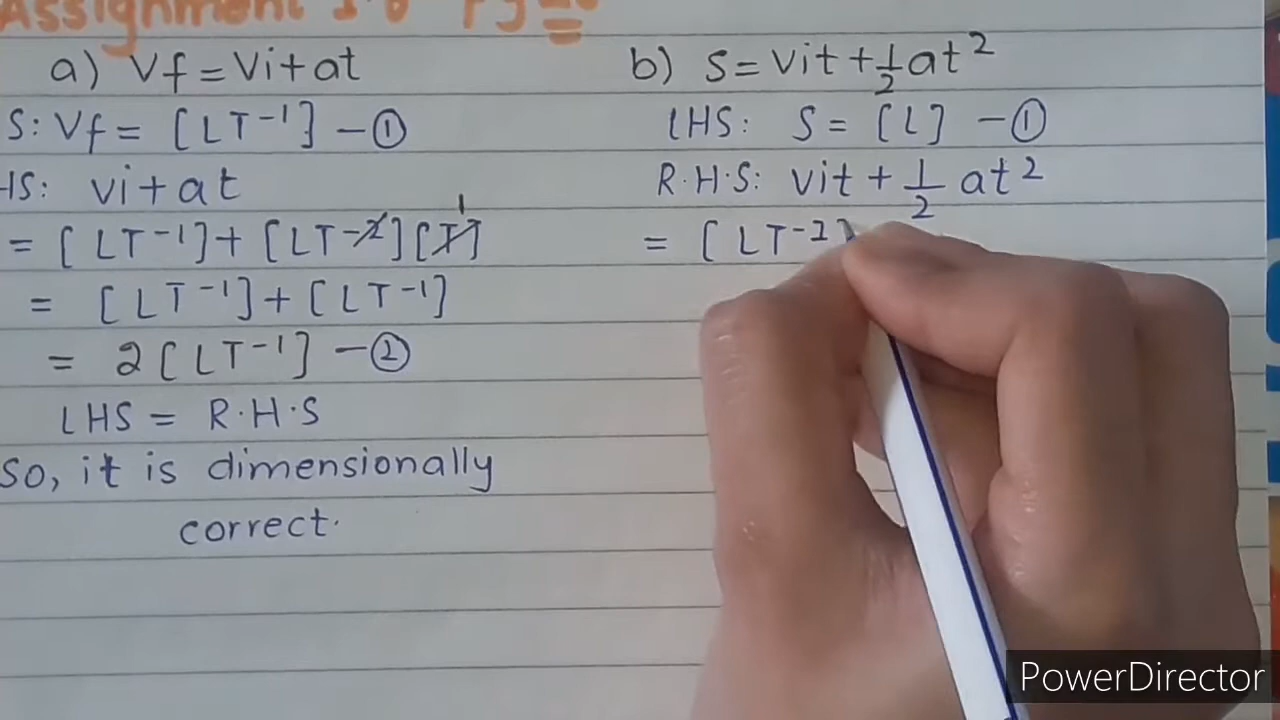 Assignment
a) Vf = Vi + at
S: Vf = [LT⁻¹] — ①
HS: vi + at
= [LT⁻¹] + [LT⁻²][T] 1
= [LT⁻¹] + [LT⁻¹]
= 2[LT⁻¹] — ②
LHS = R.H.S
So, it is dimensionally
correct.
b) S = Vit + 1/2 at²
LHS: S = [L] — ①
R.H.S: vit + 1/2 at²
= [LT⁻²]
PowerDirector